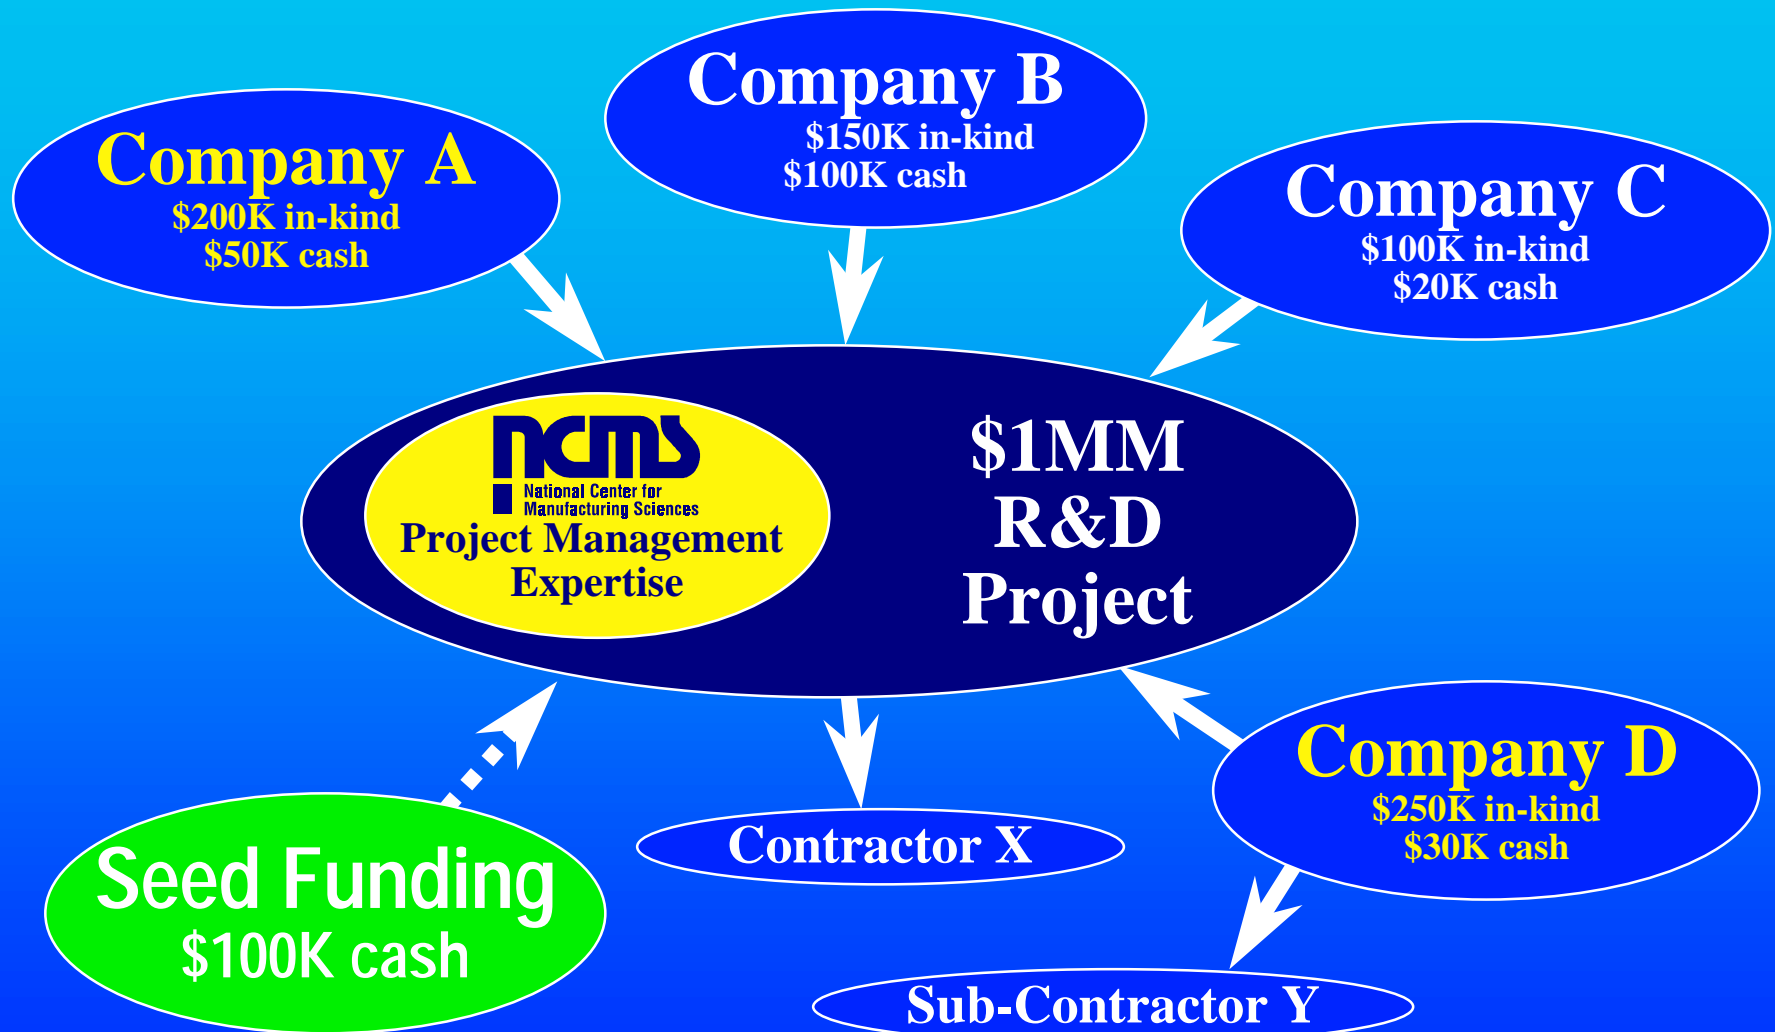 Company A
$200K in-kind
$50K cash
Company B
$150K in-kind
$100K cash
Company C
$100K in-kind
$20K cash
ncms
National Center for
Manufacturing Sciences
Project Management
Expertise
$1MM
R&D
Project
Seed Funding
$100K cash
Contractor X
Company D
$250K in-kind
$30K cash
Sub-Contractor Y